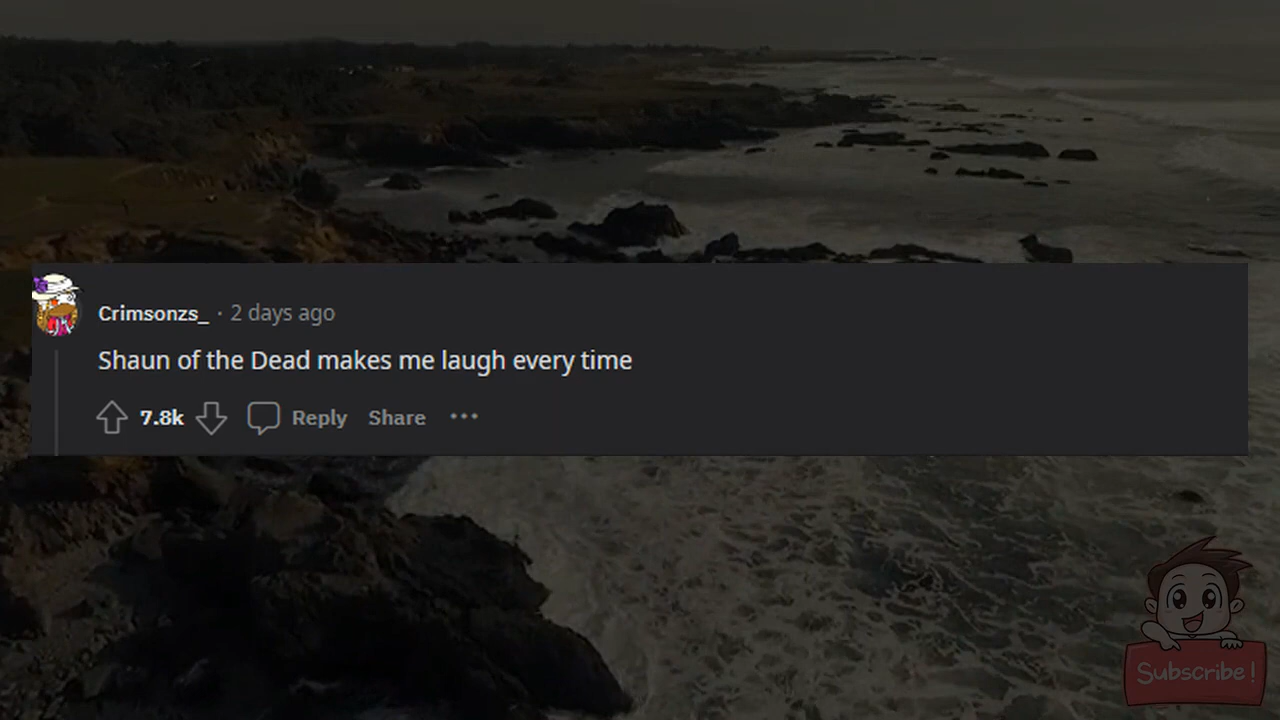 Crimsonzs_ · 2 days ago
Shaun of the Dead makes me laugh every time
7.8k Reply Share ···
Subscribe!